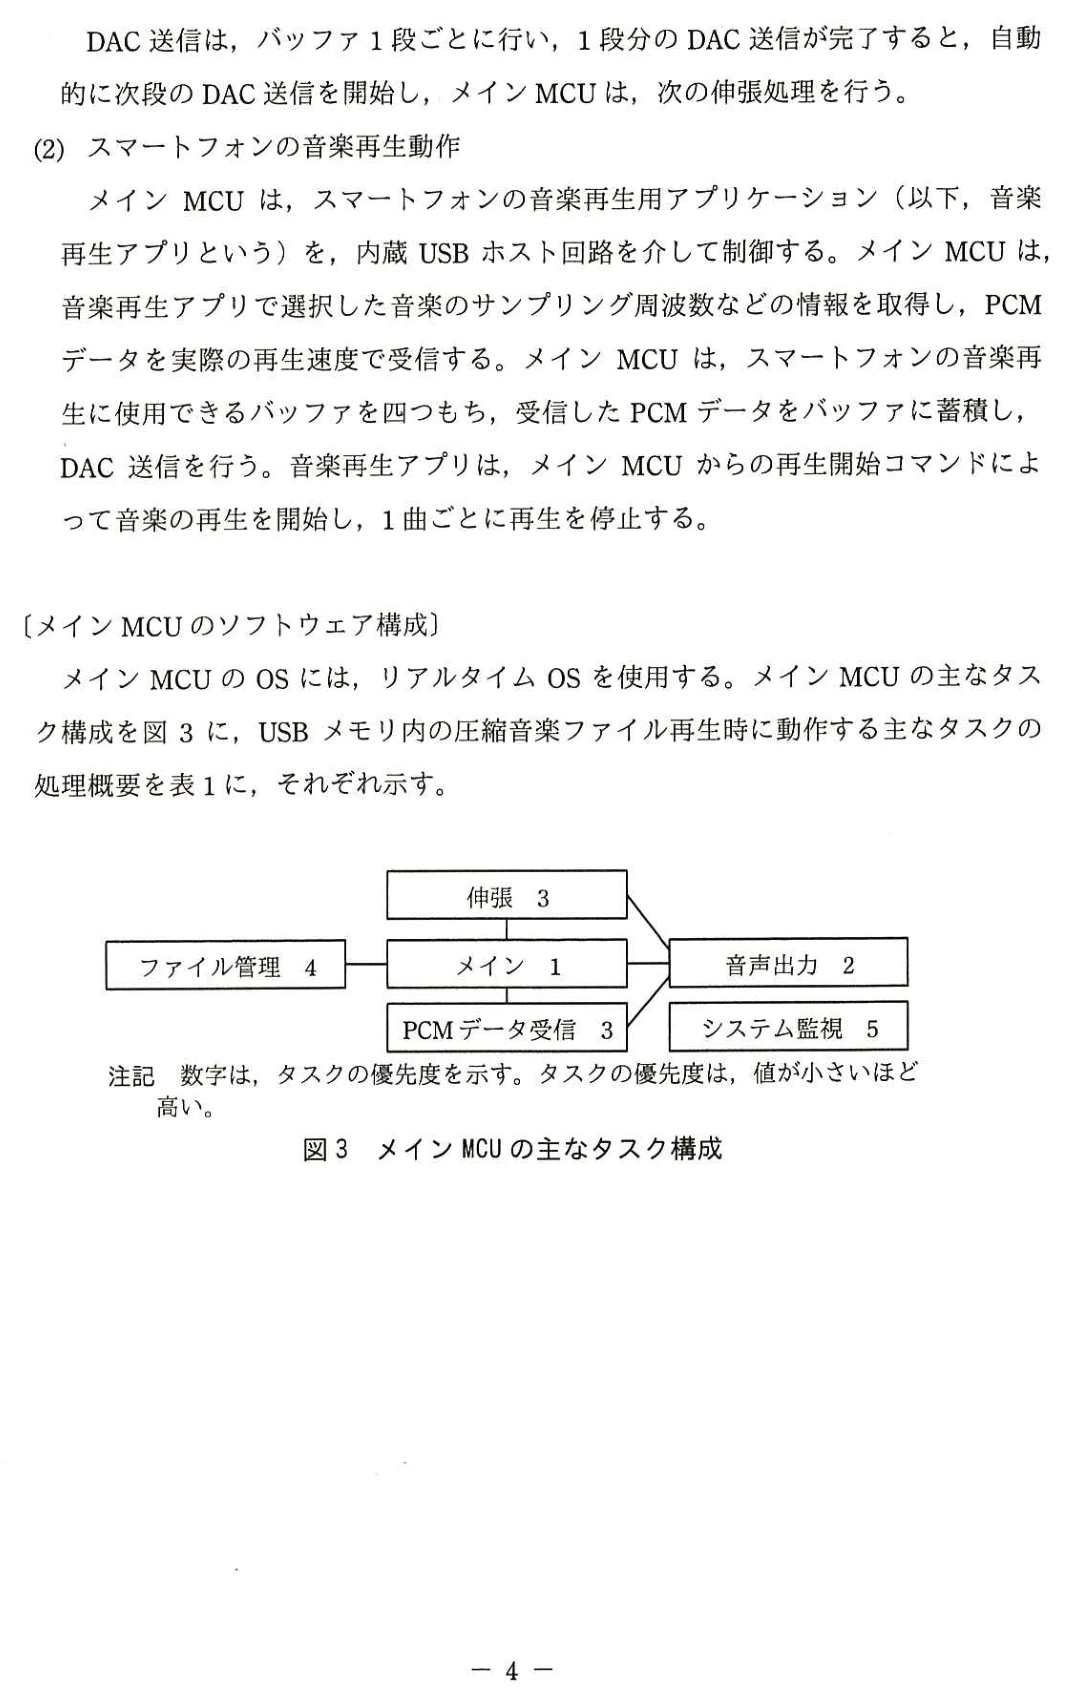 DAC 送信は，バッファ 1 段ごとに行い，1 段分の DAC 送信が完了すると，自動
的に次段の DAC 送信を開始し，メイン MCU は，次の伸張処理を行う。
(2) スマートフォンの音楽再生動作
メイン MCU は，スマートフォンの音楽再生用アプリケーション（以下，音楽
再生アプリという）を，内蔵 USB ホスト回路を介して制御する。メイン MCU は，
音楽再生アプリで選択した音楽のサンプリング周波数などの情報を取得し，PCM
データを実際の再生速度で受信する。メイン MCU は，スマートフォンの音楽再
生に使用できるバッファを四つもち，受信した PCM データをバッファに蓄積し，
DAC 送信を行う。音楽再生アプリは，メイン MCU からの再生開始コマンドによ
って音楽の再生を開始し，1 曲ごとに再生を停止する。
〔メイン MCU のソフトウェア構成〕
メイン MCU の OS には，リアルタイム OS を使用する。メイン MCU の主なタス
ク構成を図 3 に，USB メモリ内の圧縮音楽ファイル再生時に動作する主なタスクの
処理概要を表 1 に，それぞれ示す。
伸張 3
ファイル管理 4
メイン 1
音声出力 2
PCM データ受信 3
システム監視 5
注記 数字は，タスクの優先度を示す。タスクの優先度は，値が小さいほど
高い。
図 3 メイン MCU の主なタスク構成
− 4 −